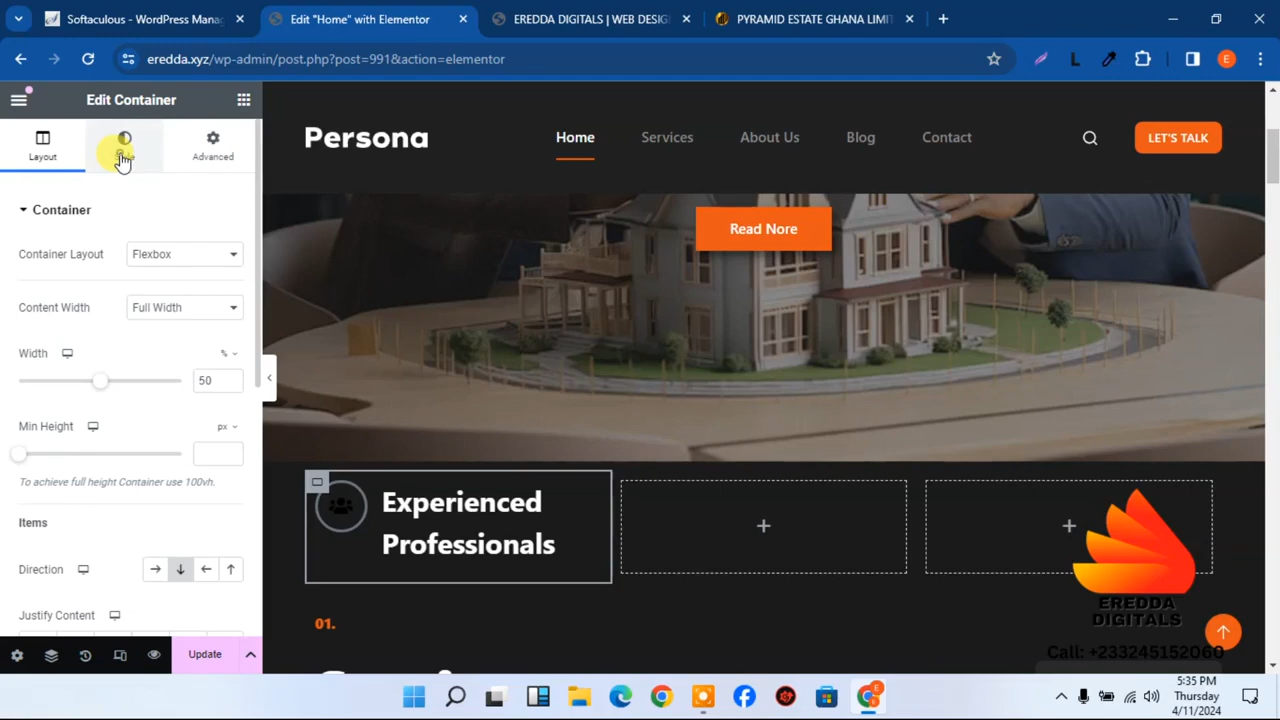 Softaculous - WordPress Mana
Edit "Home" with Elementor
EREDDA DIGITALS | WEB DESIG
PYRAMID ESTATE GHANA LIMIT
eredda.xyz/wp-admin/post.php?post=991&action=elementor
L
E
Edit Container
Layout
Advanced
Container
Container Layout
Flexbox
Content Width
Full Width
Width
%
50
Min Height
px
To achieve full height Container use 100vh.
Items
Direction
Justify Content
Update
Persona
Home
Services
About Us
Blog
Contact
LET'S TALK
Read Nore
Experienced
Professionals
01.
EREDDA
DIGITALS
Call: +233245152060
5:35 PM
Thursday
4/11/2024